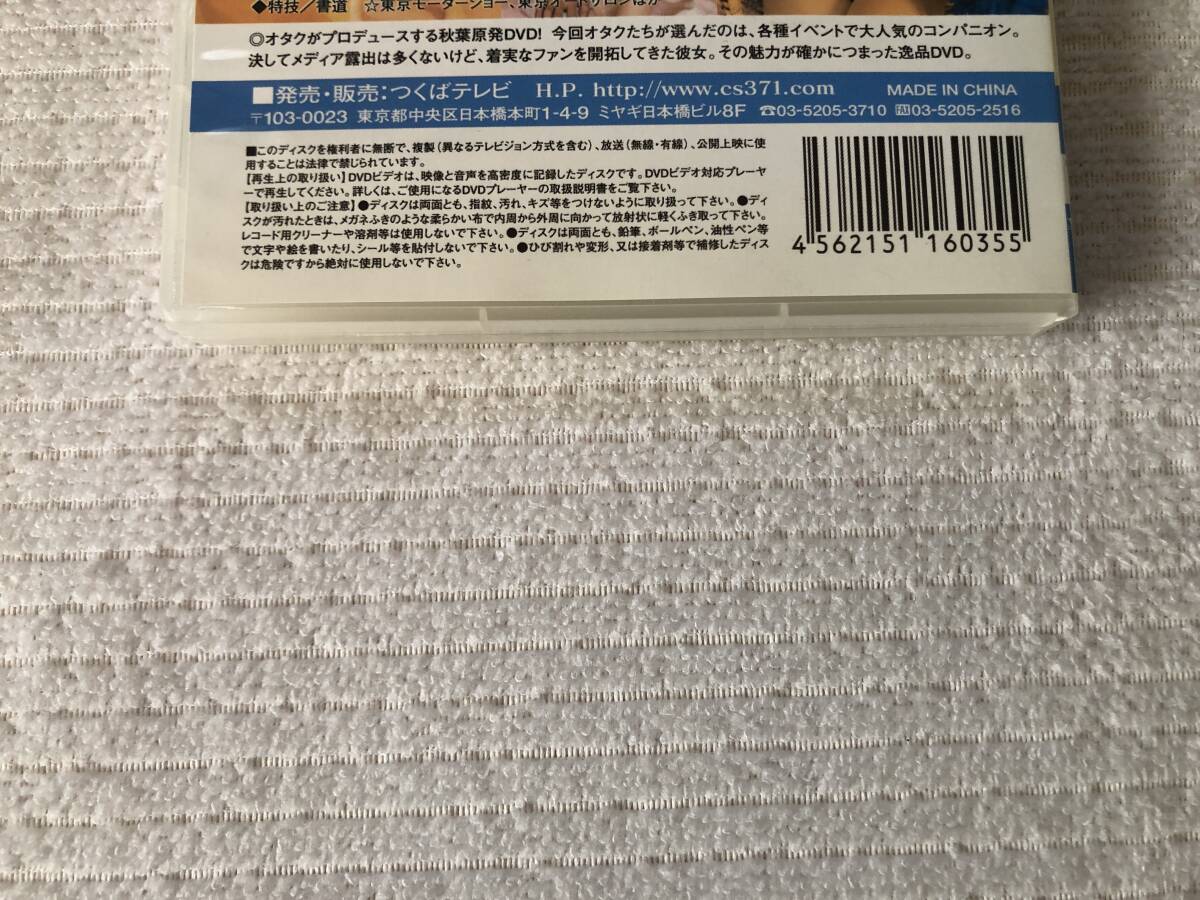 ◆特技/書道 ☆東京モーターショー、東京オートサロンほか
◎オタクがプロデュースする秋葉原発DVD! 今回オタクたちが選んだのは、各種イベントで大人気のコンパニオン。
決してメディア露出は多くないけど、着実なファンを開拓してきた彼女。その魅力が確かにつまった逸品DVD。
■発売・販売:つくばテレビ H.P. http://www.cs371.com MADE IN CHINA
〒103-0023 東京都中央区日本橋本町1-4-9 ミヤギ日本橋ビル8F ☎03-5205-3710 FAX03-5205-2516
■このディスクを権利者に無断で、複製(異なるテレビジョン方式を含む)、放送(無線・有線)、公開上映に使
用することは法律で禁じられています。
【再生上の取り扱い】DVDビデオは、映像と音声を高密度に記録したディスクです。DVDビデオ対応プレーヤ
ーで再生してください。詳しくは、ご使用になるDVDプレーヤーの取扱説明書をご覧下さい。
【取り扱い上のご注意】●ディスクは両面とも、指紋、汚れ、キズ等をつけないように取り扱って下さい。●ディ
スクが汚れたときは、メガネふきのような柔らかい布で内周から外周に向かって放射状に軽くふき取って下さい。
レコード用クリーナーや溶剤等は使用しないで下さい。●ディスクは両面とも、鉛筆、ボールペン、油性ペン等
で文字や絵を書いたり、シール等を貼付しないで下さい。●ひび割れや変形、又は接着剤等で補修したディス
クは危険ですから絶対に使用しないで下さい。
4 562151 160355